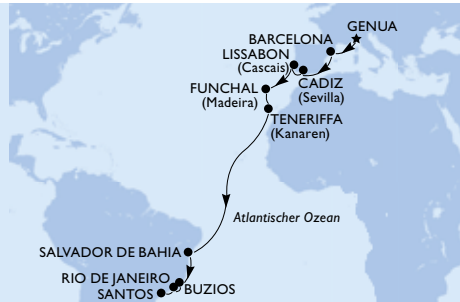 GENUA
BARCELONA
LISSABON
(Cascais)
CADIZ
(Sevilla)
FUNCHAL
(Madeira)
TENERIFFA
(Kanaren)
Atlantischer Ozean
SALVADOR DE BAHIA
RIO DE JANEIRO
BUZIOS
SANTOS